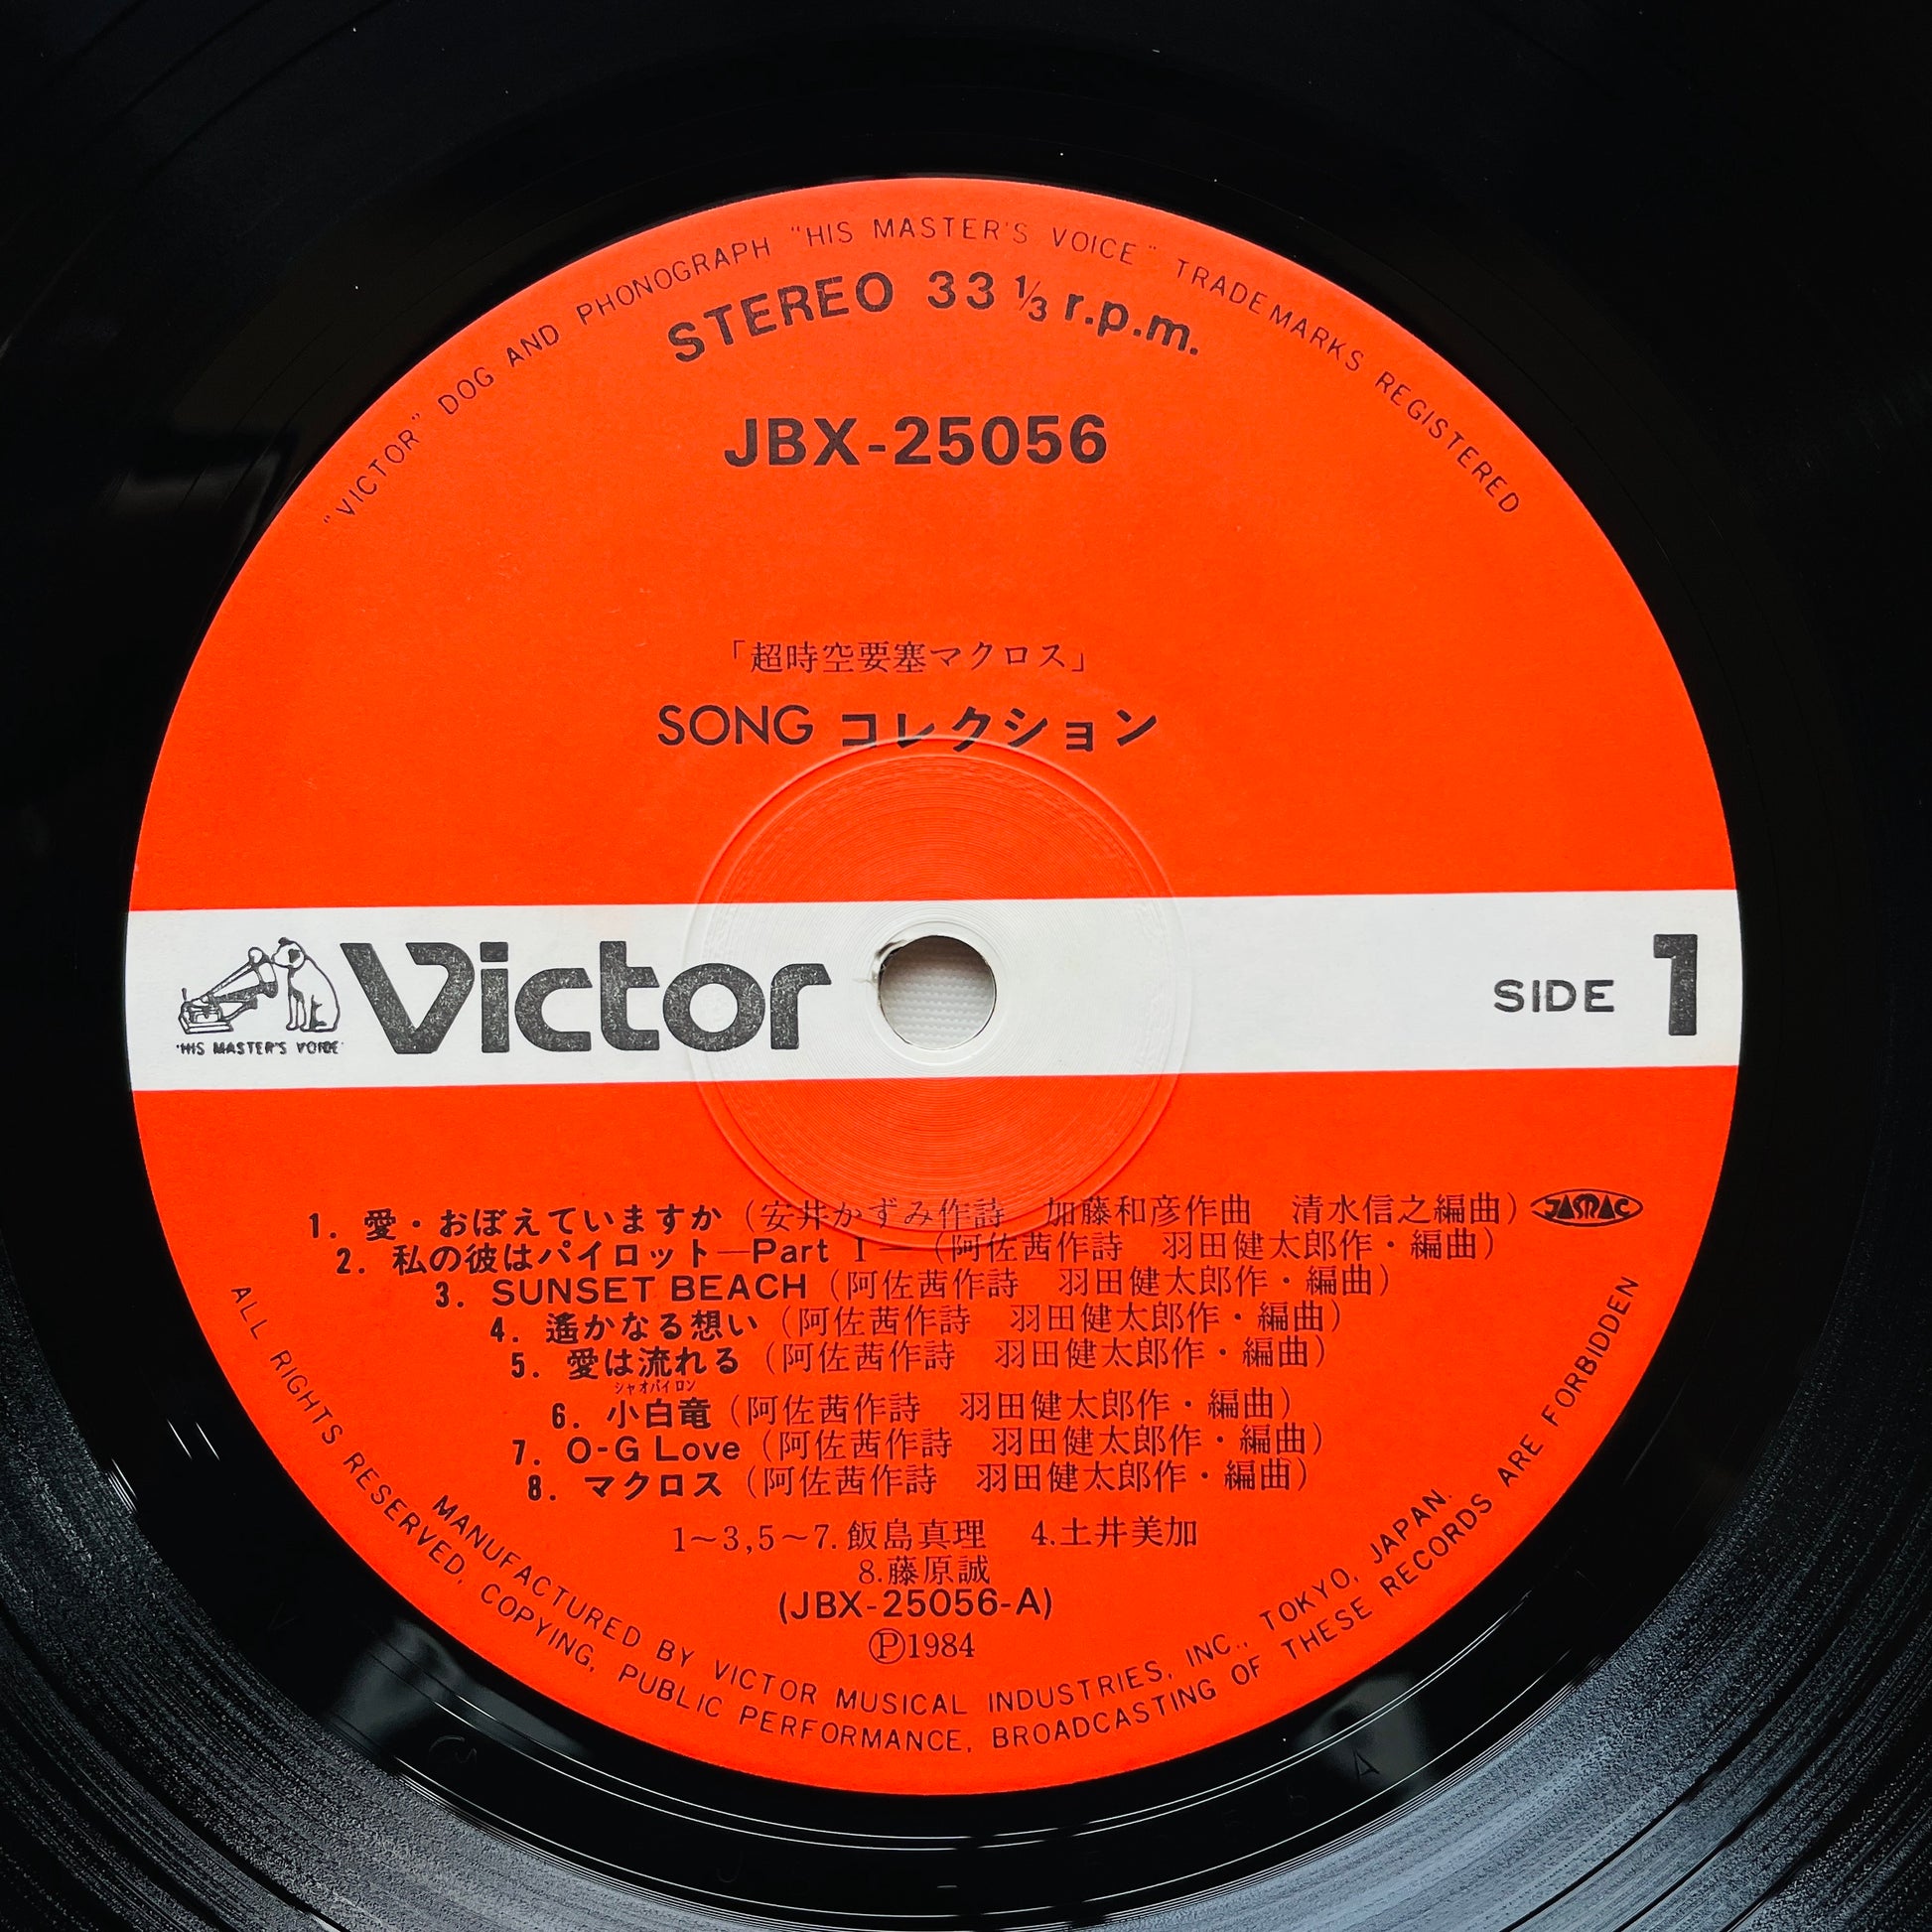 "VICTOR" DOG AND PHONOGRAPH "HIS MASTER'S VOICE" TRADEMARKS REGISTERED
STEREO 33 1/3 r.p.m.
JBX-25056
「超時空要塞マクロス」
SONG コレクション
'HIS MASTER'S VOICE'
Victor
SIDE 1
1. 愛・おぼえていますか（安井かずみ作詩 加藤和彦作曲 清水信之編曲） JASRAC
2. 私の彼はパイロット—Part I—（阿佐茜作詩 羽田健太郎作・編曲）
3. SUNSET BEACH（阿佐茜作詩 羽田健太郎作・編曲）
4. 遙かなる想い（阿佐茜作詩 羽田健太郎作・編曲）
5. 愛は流れる（阿佐茜作詩 羽田健太郎作・編曲）
シャオパイロン
6. 小白竜（阿佐茜作詩 羽田健太郎作・編曲）
7. O-G Love（阿佐茜作詩 羽田健太郎作・編曲）
8. マクロス（阿佐茜作詩 羽田健太郎作・編曲）
1～3,5～7.飯島真理 4.土井美加
8.藤原誠
(JBX-25056-A)
Ⓟ1984
MANUFACTURED BY VICTOR MUSICAL INDUSTRIES, INC., TOKYO, JAPAN.
ALL RIGHTS RESERVED, COPYING, PUBLIC PERFORMANCE, BROADCASTING OF THESE RECORDS ARE FORBIDDEN